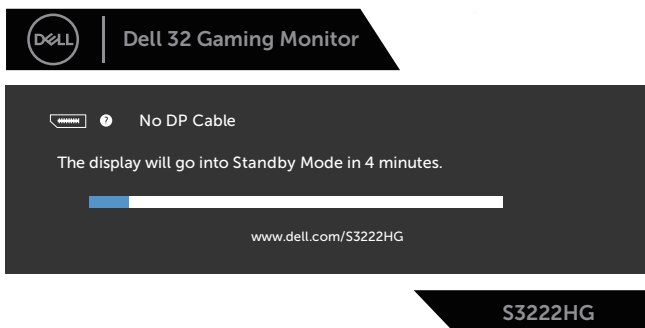 DELL
Dell 32 Gaming Monitor
? No DP Cable
The display will go into Standby Mode in 4 minutes.
www.dell.com/S3222HG
S3222HG